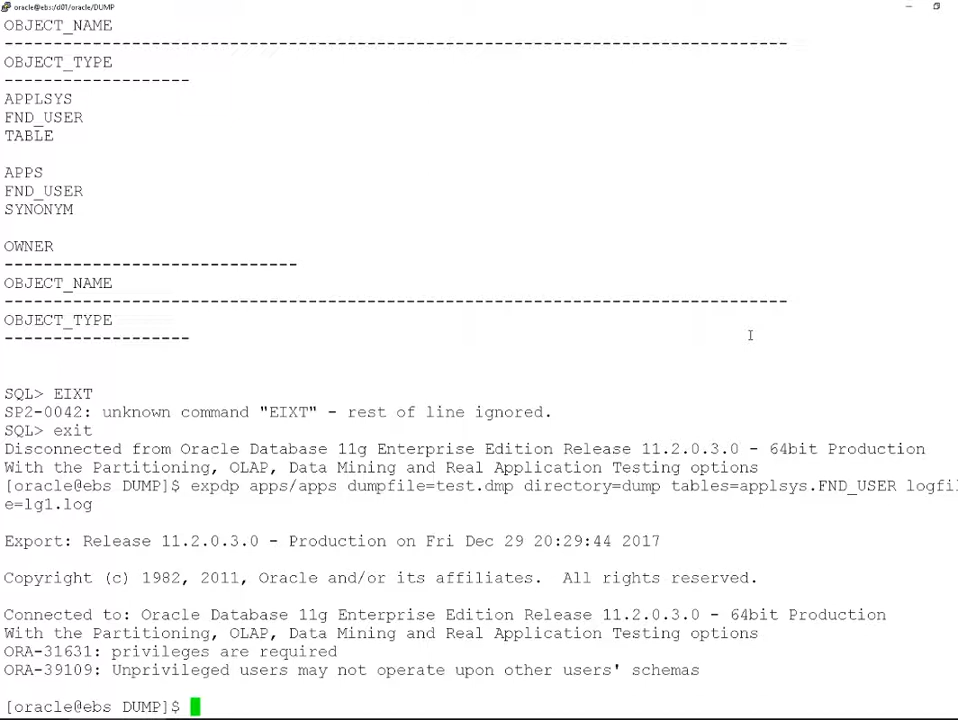 oracle@ebs:/d01/oracle/DUMP
OBJECT_NAME
--------------------------------------------------------------------------------
OBJECT_TYPE
-------------------
APPLSYS
FND_USER
TABLE
APPS
FND_USER
SYNONYM
OWNER
------------------------------
OBJECT_NAME
--------------------------------------------------------------------------------
OBJECT_TYPE
-------------------
SQL> EIXT
SP2-0042: unknown command "EIXT" - rest of line ignored.
SQL> exit
Disconnected from Oracle Database 11g Enterprise Edition Release 11.2.0.3.0 - 64bit Production
With the Partitioning, OLAP, Data Mining and Real Application Testing options
[oracle@ebs DUMP]$ expdp apps/apps dumpfile=test.dmp directory=dump tables=applsys.FND_USER logfil
e=lg1.log
Export: Release 11.2.0.3.0 - Production on Fri Dec 29 20:29:44 2017
Copyright (c) 1982, 2011, Oracle and/or its affiliates.  All rights reserved.
Connected to: Oracle Database 11g Enterprise Edition Release 11.2.0.3.0 - 64bit Production
With the Partitioning, OLAP, Data Mining and Real Application Testing options
ORA-31631: privileges are required
ORA-39109: Unprivileged users may not operate upon other users' schemas
[oracle@ebs DUMP]$